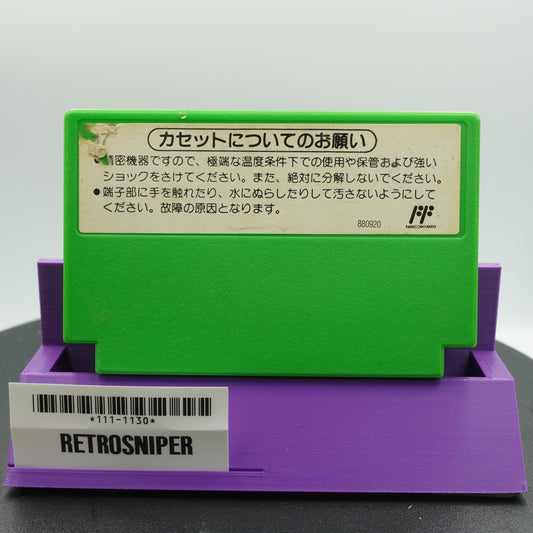 カセットについてのお願い
●精密機器ですので、極端な温度条件下での使用や保管および強い
ショックをさけてください。また、絶対に分解しないでください。
●端子部に手を触れたり、水にぬらしたりして汚さないようにして
ください。故障の原因となります。
880920
FAMICOM FAMILY
*111-1130*
RETROSNIPER